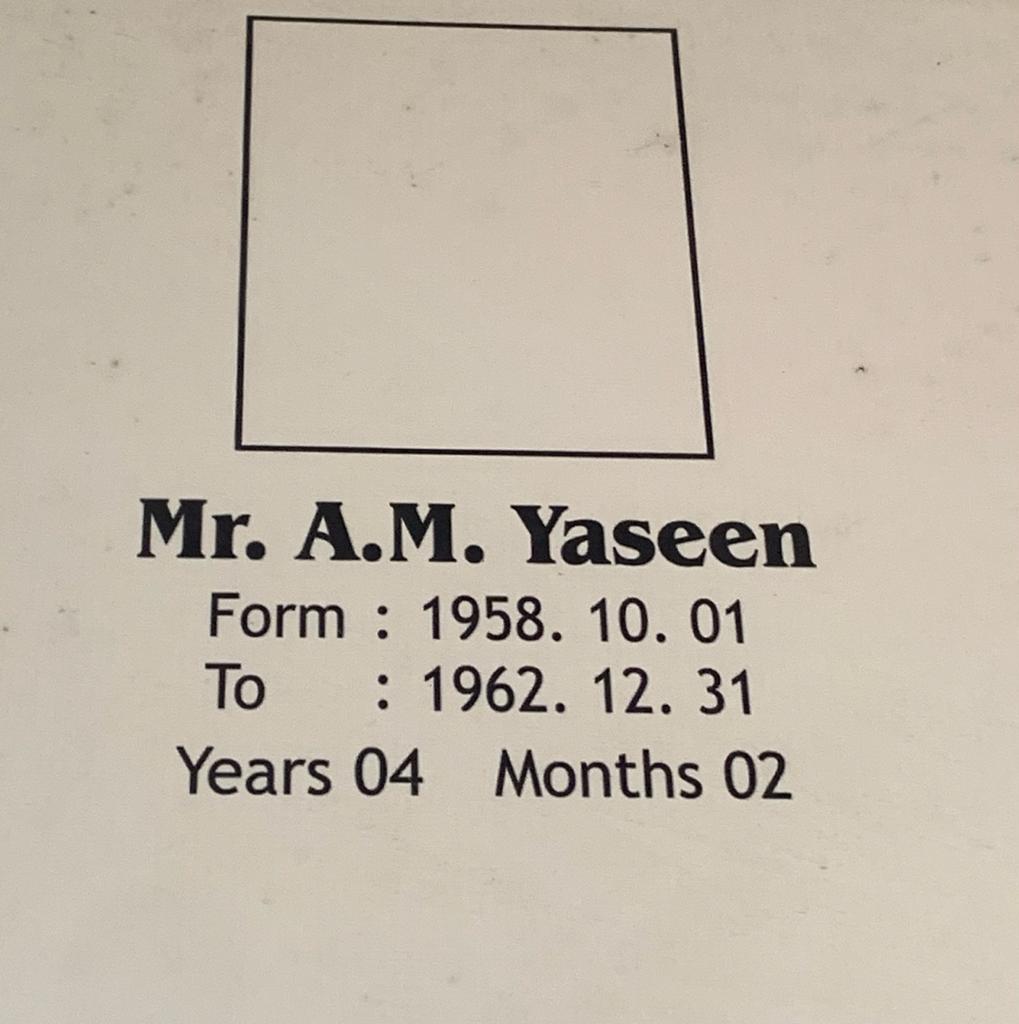 Mr. A.M. Yaseen
Form : 1958. 10. 01
To : 1962. 12. 31
Years 04 Months 02